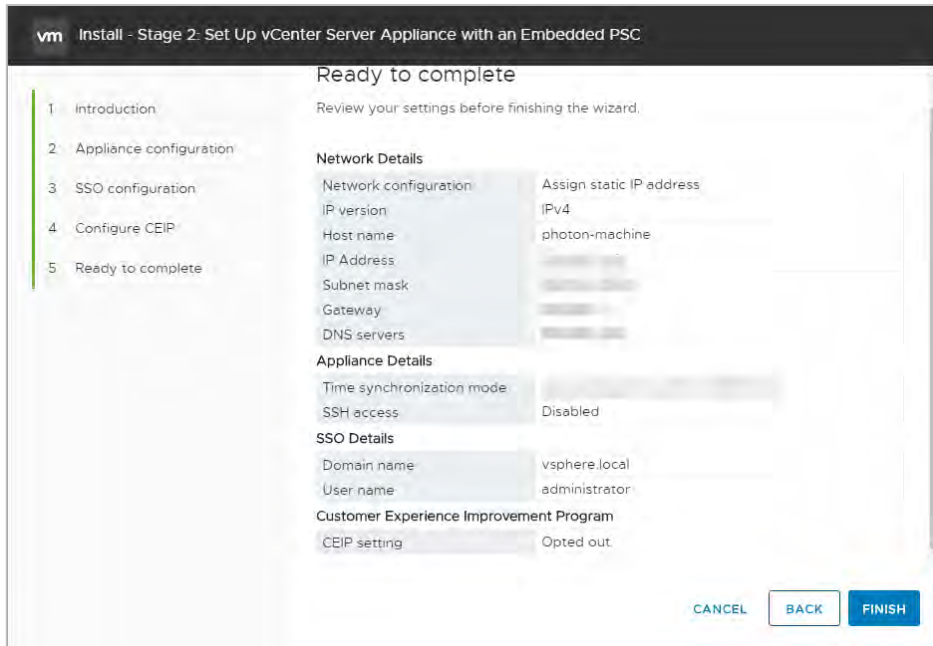 vm Install - Stage 2: Set Up vCenter Server Appliance with an Embedded PSC
1 Introduction
2 Appliance configuration
3 SSO configuration
4 Configure CEIP
5 Ready to complete
Ready to complete
Review your settings before finishing the wizard.
Network Details
Network configuration Assign static IP address
IP version IPv4
Host name photon-machine
IP Address
Subnet mask
Gateway
DNS servers
Appliance Details
Time synchronization mode
SSH access Disabled
SSO Details
Domain name vsphere.local
User name administrator
Customer Experience Improvement Program
CEIP setting Opted out
CANCEL BACK FINISH